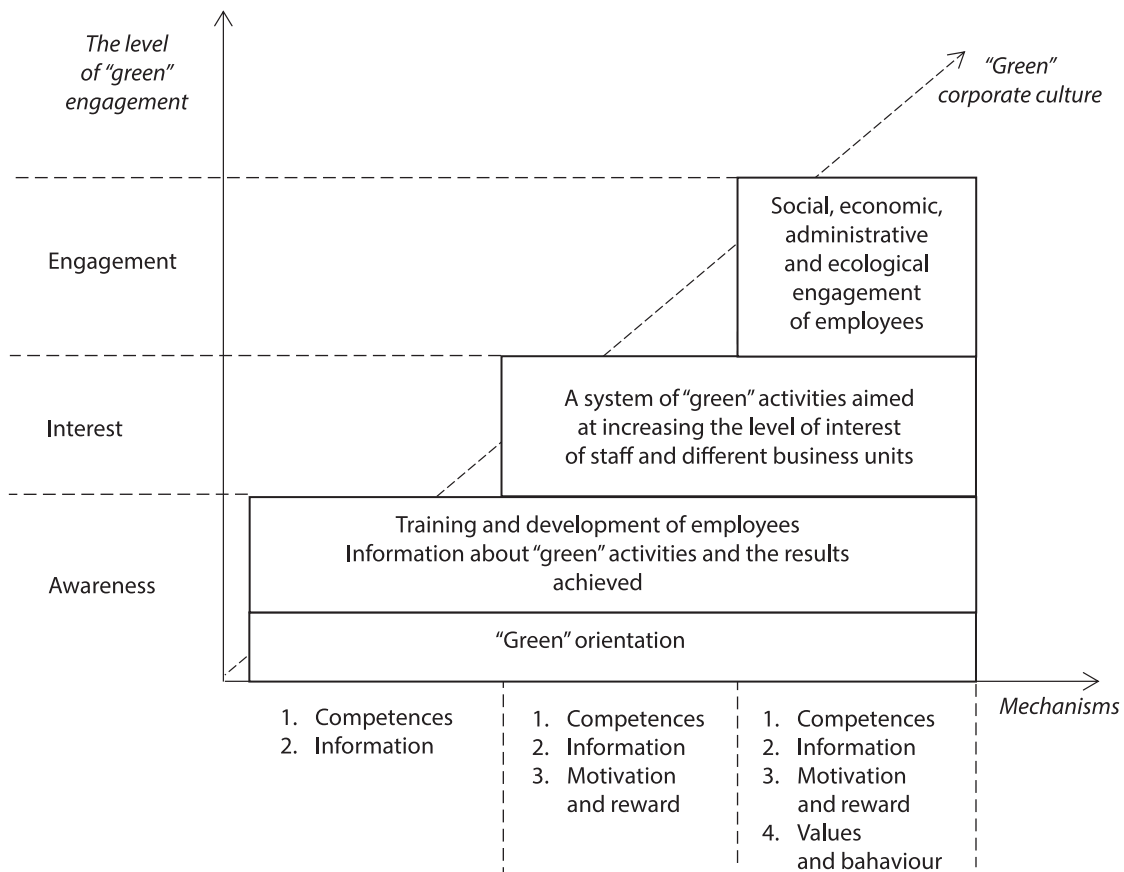 The level
of “green”
engagement
“Green”
corporate culture
Engagement
Social, economic,
administrative
and ecological
engagement
of employees
Interest
A system of “green” activities aimed
at increasing the level of interest
of staff and different business units
Awareness
Training and development of employees
Information about “green” activities and the results
achieved
“Green” orientation
Mechanisms
1. Competences
2. Information
1. Competences
2. Information
3. Motivation
and reward
1. Competences
2. Information
3. Motivation
and reward
4. Values
and bahaviour